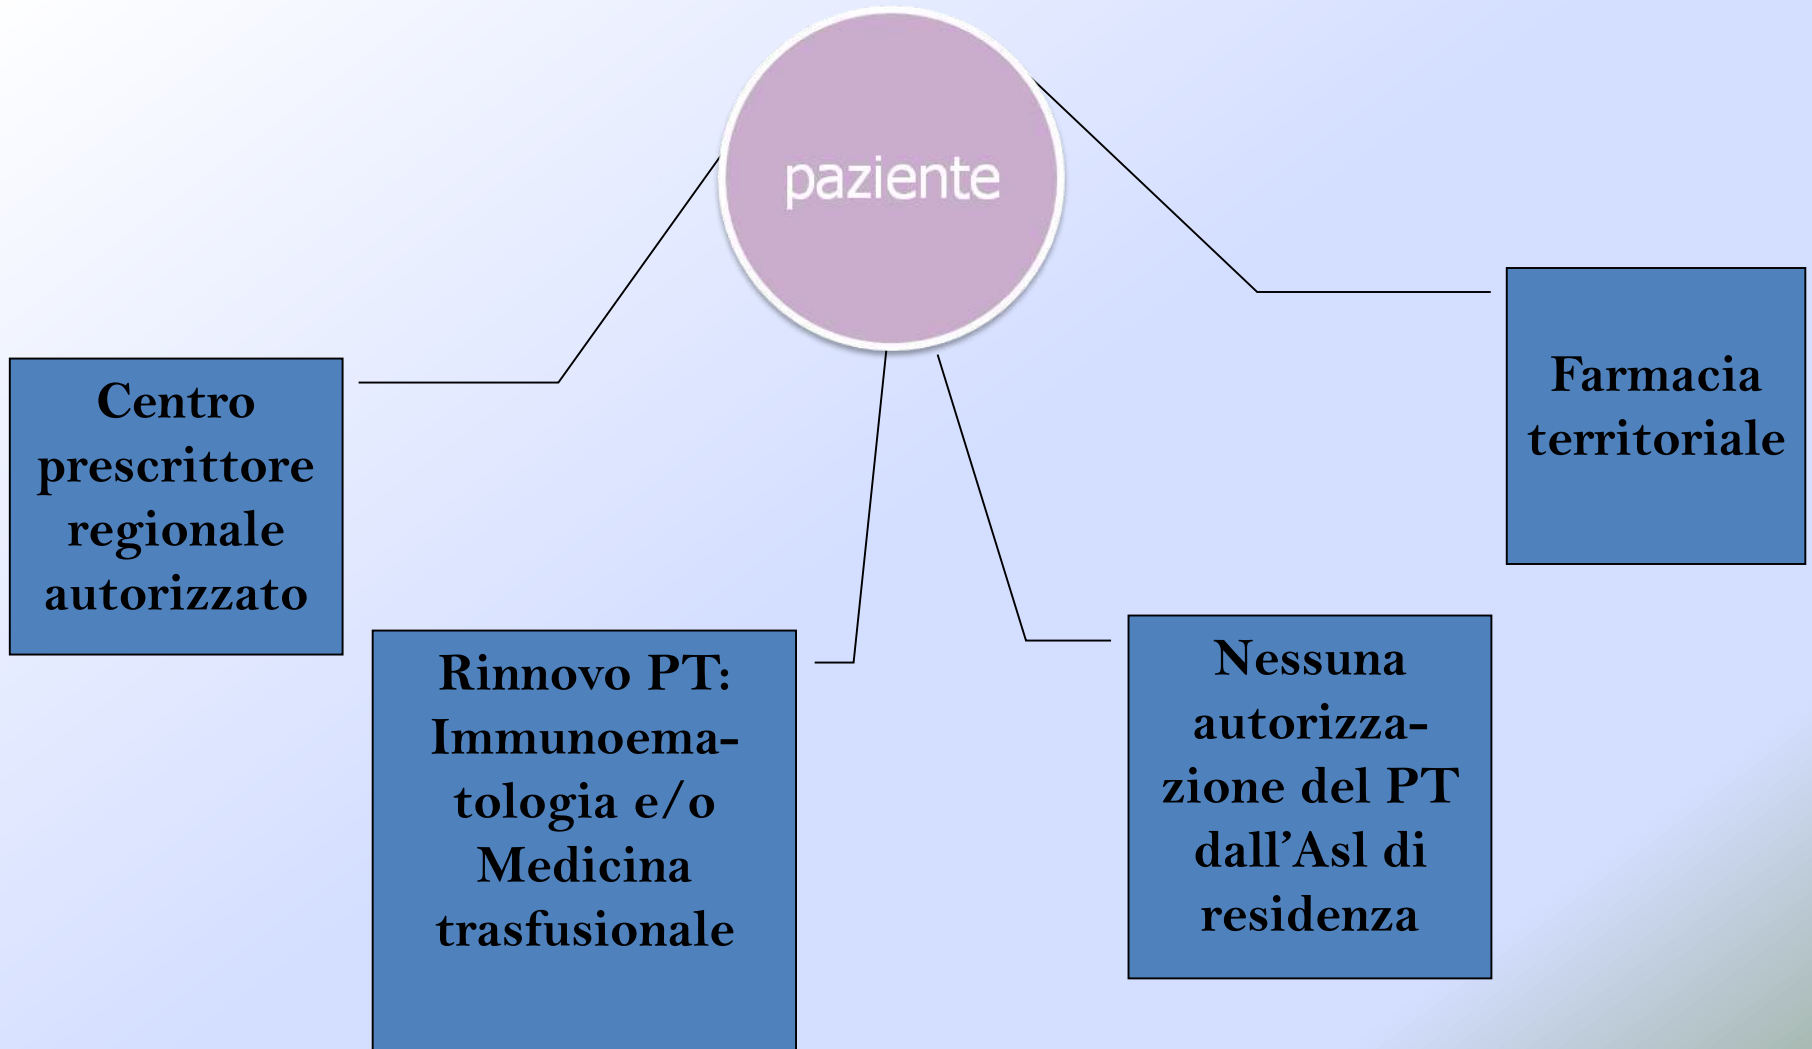 paziente
Centro
prescrittore
regionale
autorizzato
Rinnovo PT:
Immunoema-
tologia e/o
Medicina
trasfusionale
Nessuna
autorizza-
zione del PT
dall’Asl di
residenza
Farmacia
territoriale